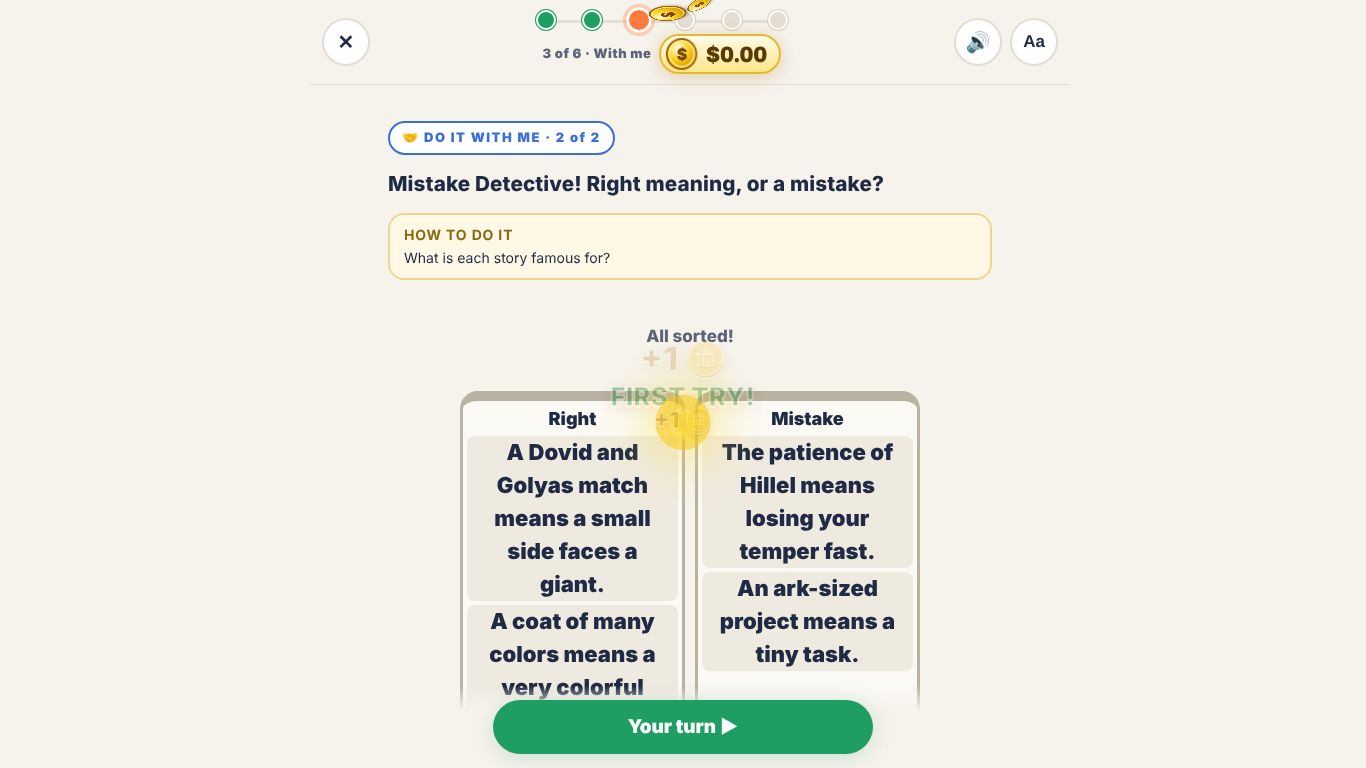 ✕
3 of 6 · With me
$ $0.00
🔊
Aa
🤝 DO IT WITH ME · 2 of 2
Mistake Detective! Right meaning, or a mistake?
HOW TO DO IT
What is each story famous for?
All sorted!
+1
FIRST TRY!
+1
Right
A Dovid and
Golyas match
means a small
side faces a
giant.
A coat of many
colors means a
very colorful
Mistake
The patience of
Hillel means
losing your
temper fast.
An ark-sized
project means a
tiny task.
Your turn ▶